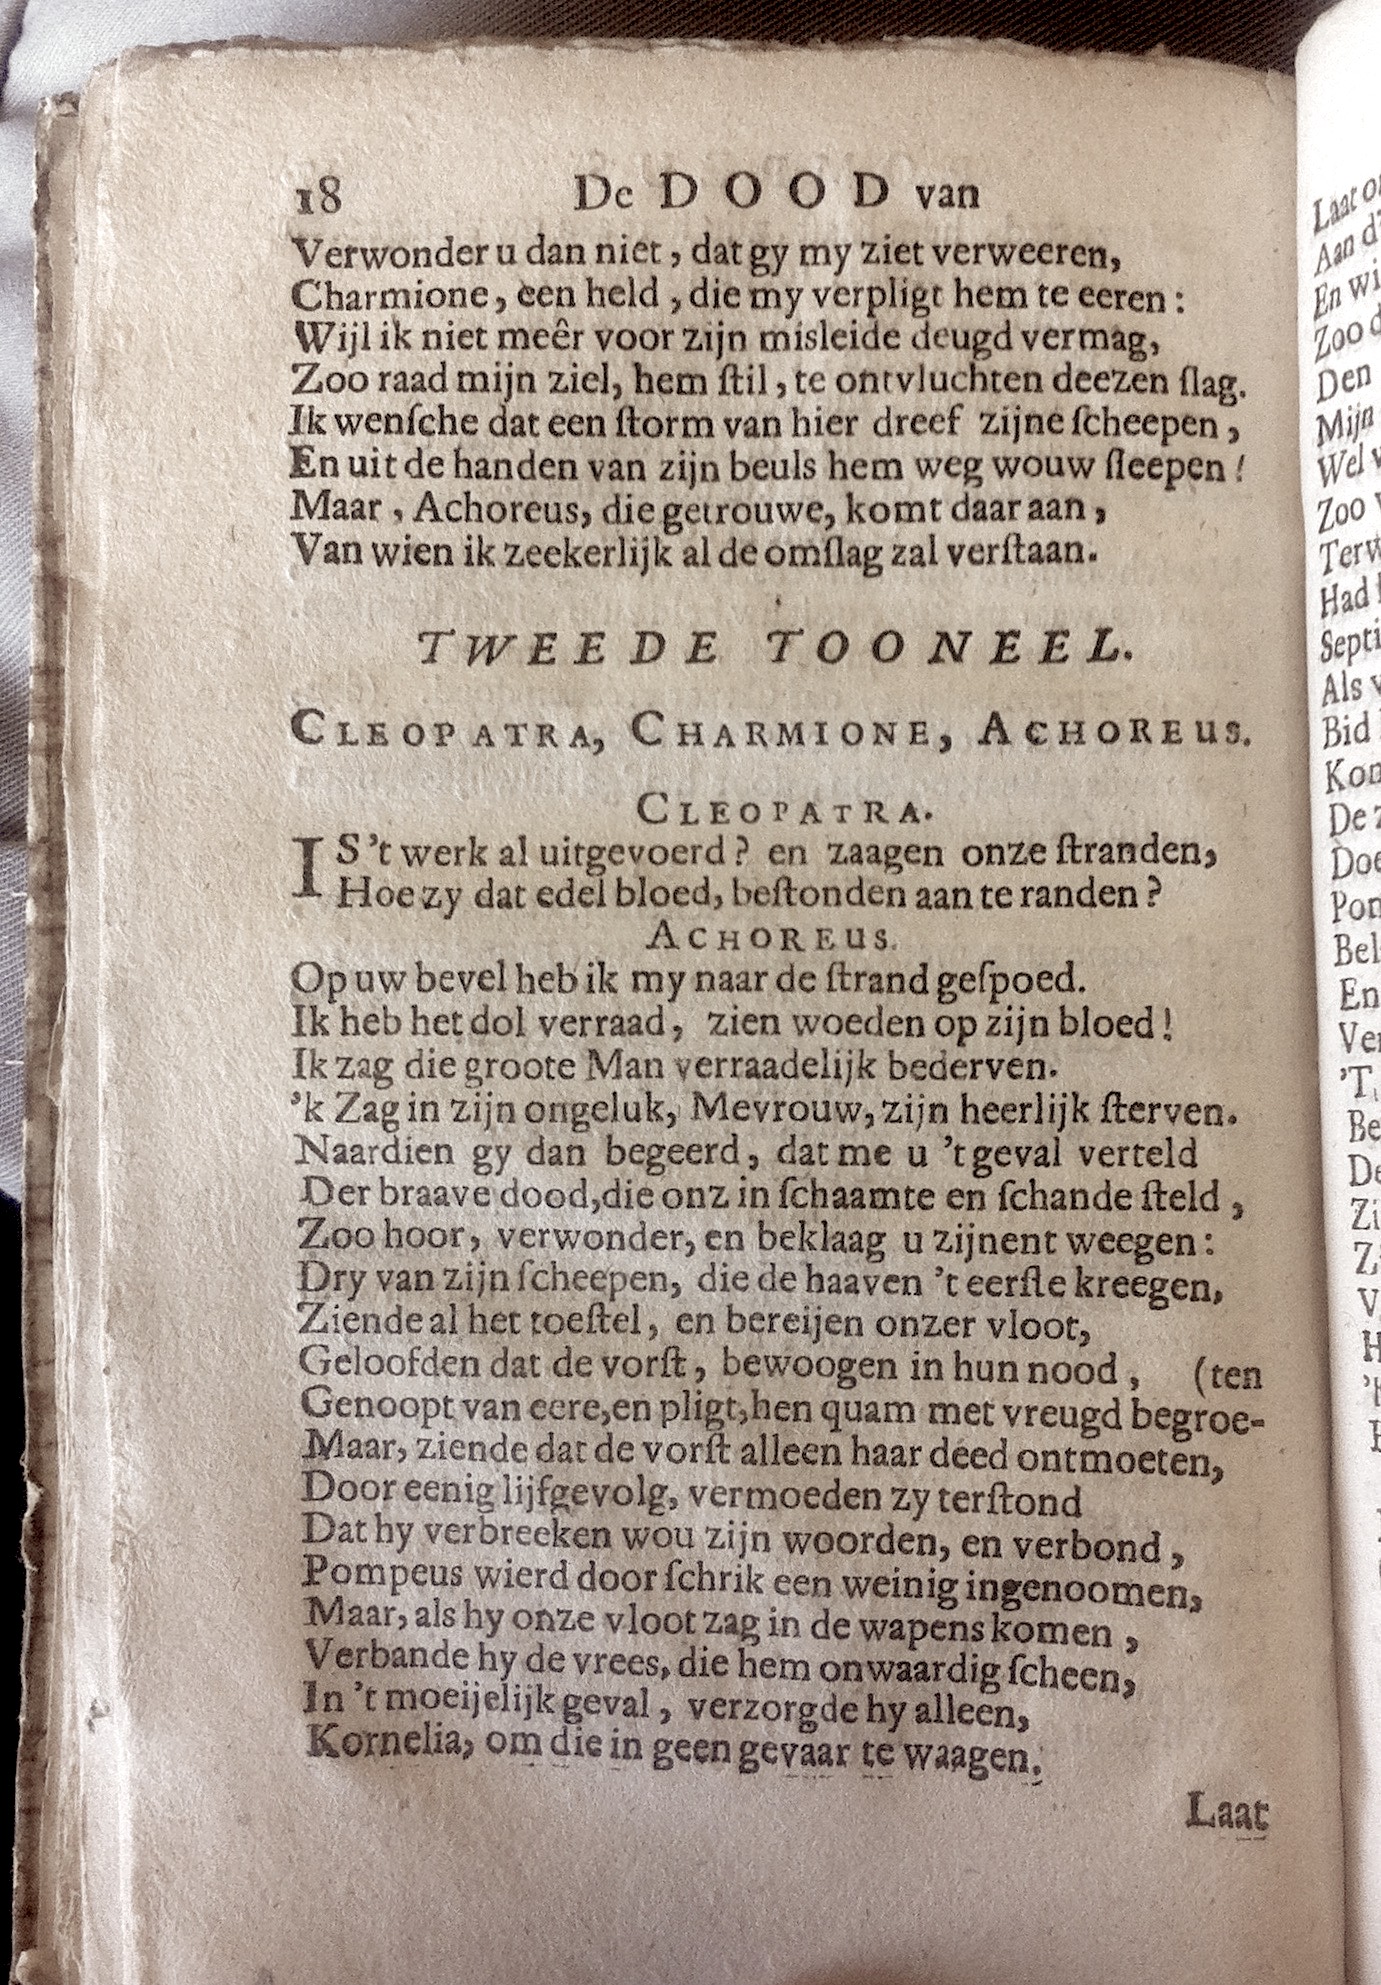 18 De DOOD van
Verwonder u dan niet, dat gy my ziet verweeren,
Charmione, een held, die my verpligt hem te eeren:
Wijl ik niet meêr voor zijn misleide deugd vermag,
Zoo raad mijn ziel, hem ſtil, te ontvluchten deezen ſlag.
Ik wenſche dat een ſtorm van hier dreef zijne ſcheepen,
En uit de handen van zijn beuls hem weg wouw ſleepen!
Maar, Achoreus, die getrouwe, komt daar aan,
Van wien ik zeekerlijk al de omſlag zal verſtaan.
TWEEDE TOONEEL.
CLEOPATRA, CHARMIONE, ACHOREUS.
CLEOPATRA.
IS 't werk al uitgevoerd? en zaagen onze ſtranden,
Hoe zy dat edel bloed, beſtonden aan te randen?
ACHOREUS.
Op uw bevel heb ik my naar de ſtrand geſpoed.
Ik heb het dol verraad, zien woeden op zijn bloed!
Ik zag die groote Man verraadelijk bederven.
'k Zag in zijn ongeluk, Mevrouw, zijn heerlijk ſterven.
Naardien gy dan begeerd, dat me u 't geval verteld
Der braave dood, die onz in ſchaamte en ſchande ſteld,
Zoo hoor, verwonder, en beklaag u zijnent weegen:
Dry van zijn ſcheepen, die de haaven 't eerſte kreegen,
Ziende al het toeſtel, en bereijen onzer vloot,
Geloofden dat de vorſt, bewoogen in hun nood, (ten
Genoopt van eere, en pligt, hen quam met vreugd begroe-
Maar, ziende dat de vorſt alleen haar deed ontmoeten,
Door eenig lijfgevolg, vermoeden zy terſtond
Dat hy verbreeken wou zijn woorden, en verbond,
Pompeus wierd door ſchrik een weinig ingenoomen,
Maar, als hy onze vloot zag in de wapens komen,
Verbande hy de vrees, die hem onwaardig ſcheen,
In 't moeijelijk geval, verzorgde hy alleen,
Kornelia, om die in geen gevaar te waagen.
Laat
Laat
Aan
En
Zoo
Den
Mijn
Wel
Zoo
Had
Als
Bid
De
En